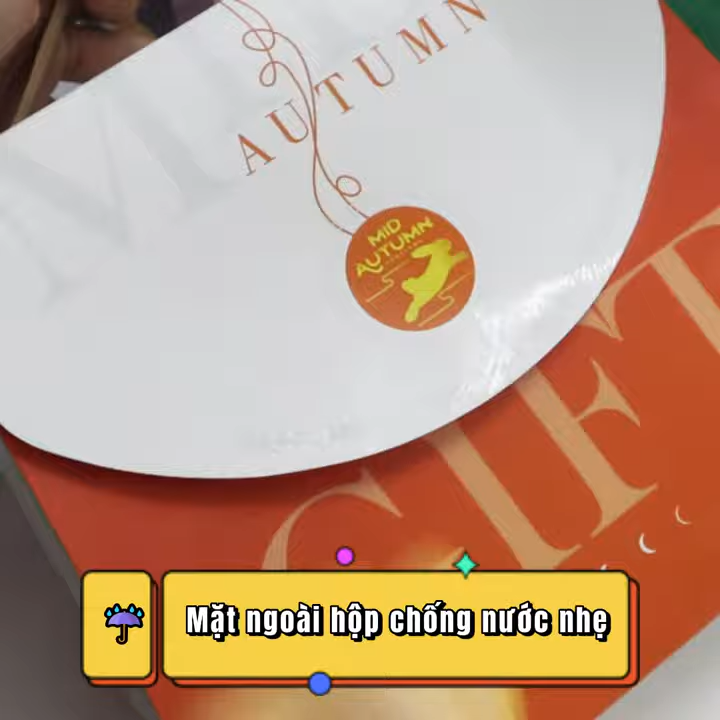 AUTUMN
MID
AUTUMN
GIFT
Mặt ngoài hộp chống nước nhẹ